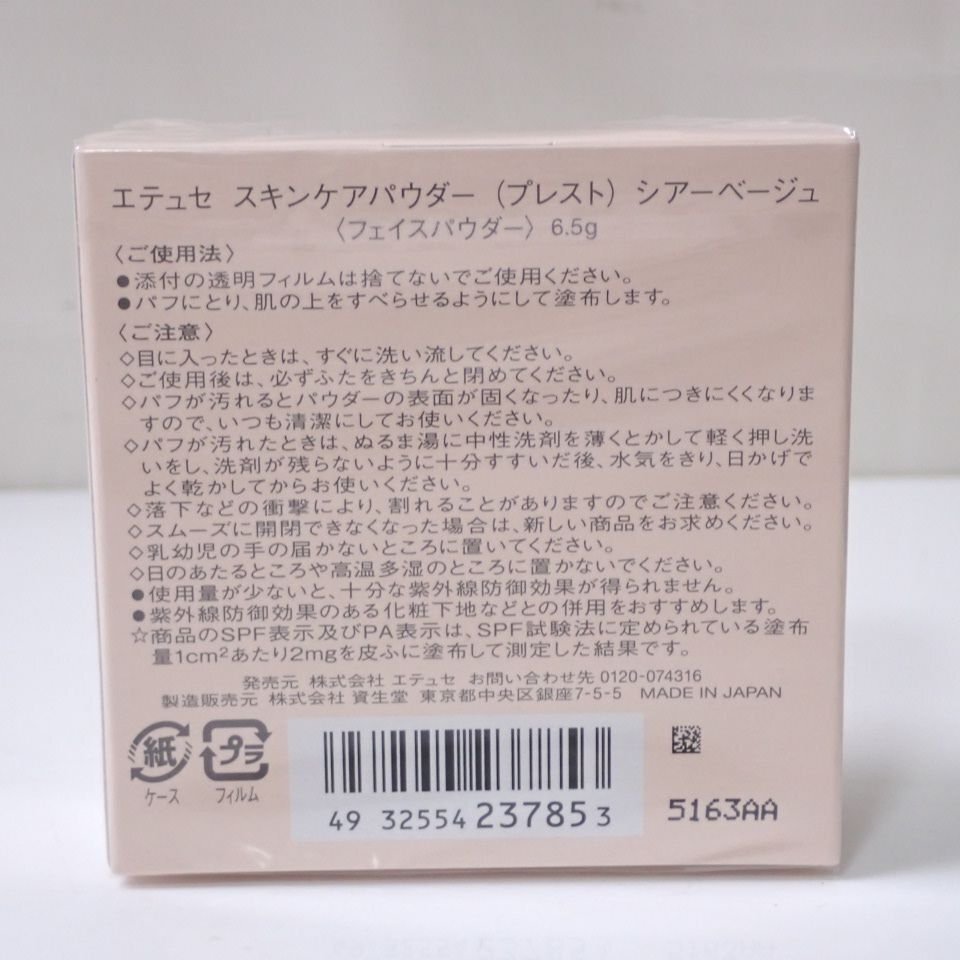 エテュセ スキンケアパウダー（プレスト）シアーベージュ
〈フェイスパウダー〉6.5g
〈ご使用法〉
●添付の透明フィルムは捨てないでご使用ください。
●パフにとり、肌の上をすべらせるようにして塗布します。
〈ご注意〉
◇目に入ったときは、すぐに洗い流してください。
◇ご使用後は、必ずふたをきちんと閉めてください。
◇パフが汚れるとパウダーの表面が固くなったり、肌につきにくくなりま
すので、いつも清潔にしてお使いください。
◇パフが汚れたときは、ぬるま湯に中性洗剤を薄くとかして軽く押し洗
いをし、洗剤が残らないように十分すすいだ後、水気をきり、日かげで
よく乾かしてからお使いください。
◇落下などの衝撃により、割れることがありますのでご注意ください。
◇スムーズに開閉できなくなった場合は、新しい商品をお求めください。
◇乳幼児の手の届かないところに置いてください。
◇日のあたるところや高温多湿のところに置かないでください。
●使用量が少ないと、十分な紫外線防御効果が得られません。
●紫外線防御効果のある化粧下地などとの併用をおすすめします。
☆商品のSPF表示及びPA表示は、SPF試験法に定められている塗布
量1cm²あたり2mgを皮ふに塗布して測定した結果です。
発売元 株式会社 エテュセ お問い合わせ先 0120-074316
製造販売元 株式会社 資生堂 東京都中央区銀座7-5-5 MADE IN JAPAN
紙 プラ
ケース フィルム
49 32554 23785 3
5163AA